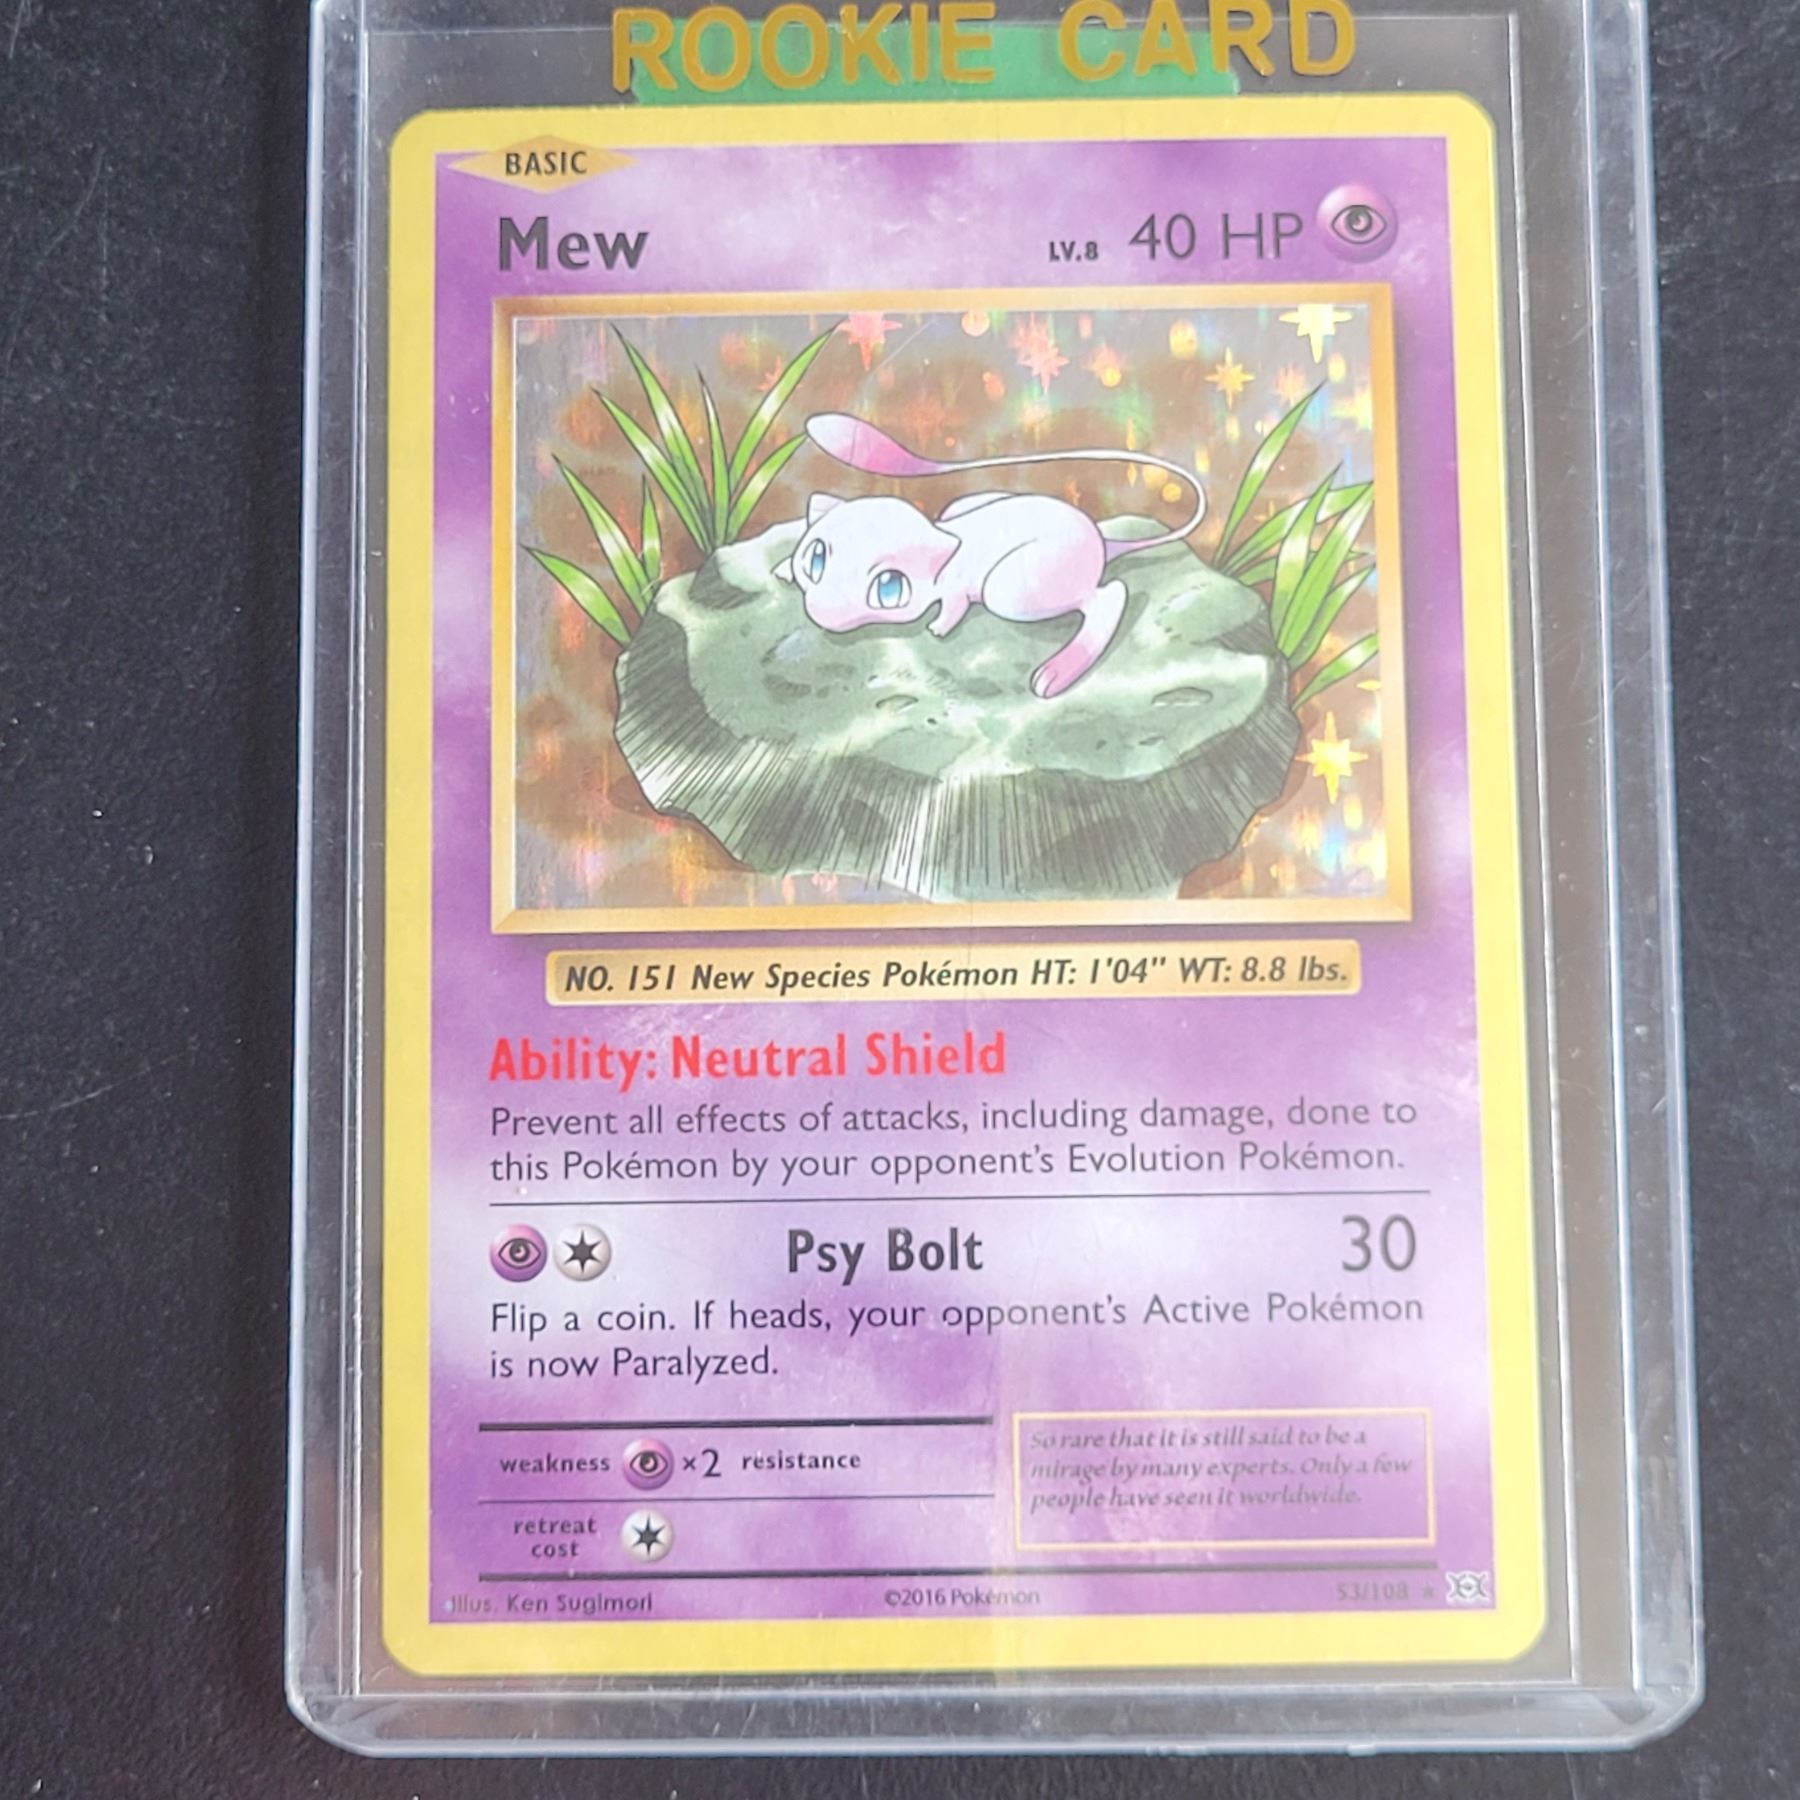 ROOKIE CARD
BASIC
Mew LV.8 40 HP
NO. 151 New Species Pokémon HT: 1'04" WT: 8.8 lbs.
Ability: Neutral Shield
Prevent all effects of attacks, including damage, done to
this Pokémon by your opponent's Evolution Pokémon.
Psy Bolt 30
Flip a coin. If heads, your opponent's Active Pokémon
is now Paralyzed.
weakness ×2 resistance
retreat
cost
So rare that it is still said to be a
mirage by many experts. Only a few
people have seen it worldwide.
Illus. Ken Sugimori ©2016 Pokémon 53/108